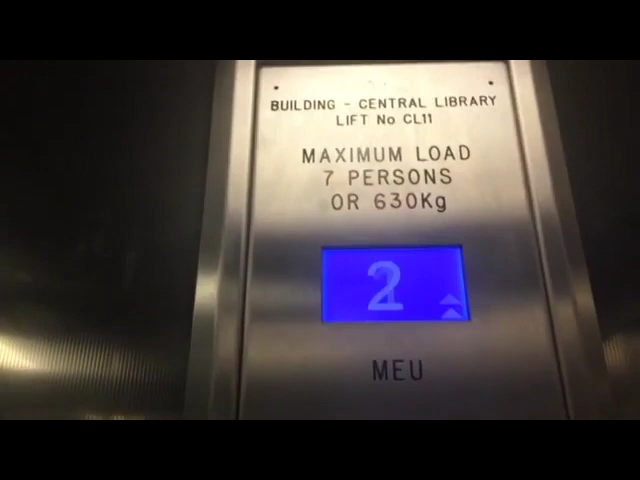 BUILDING - CENTRAL LIBRARY
LIFT No CL11
MAXIMUM LOAD
7 PERSONS
OR 630Kg
2
MEU